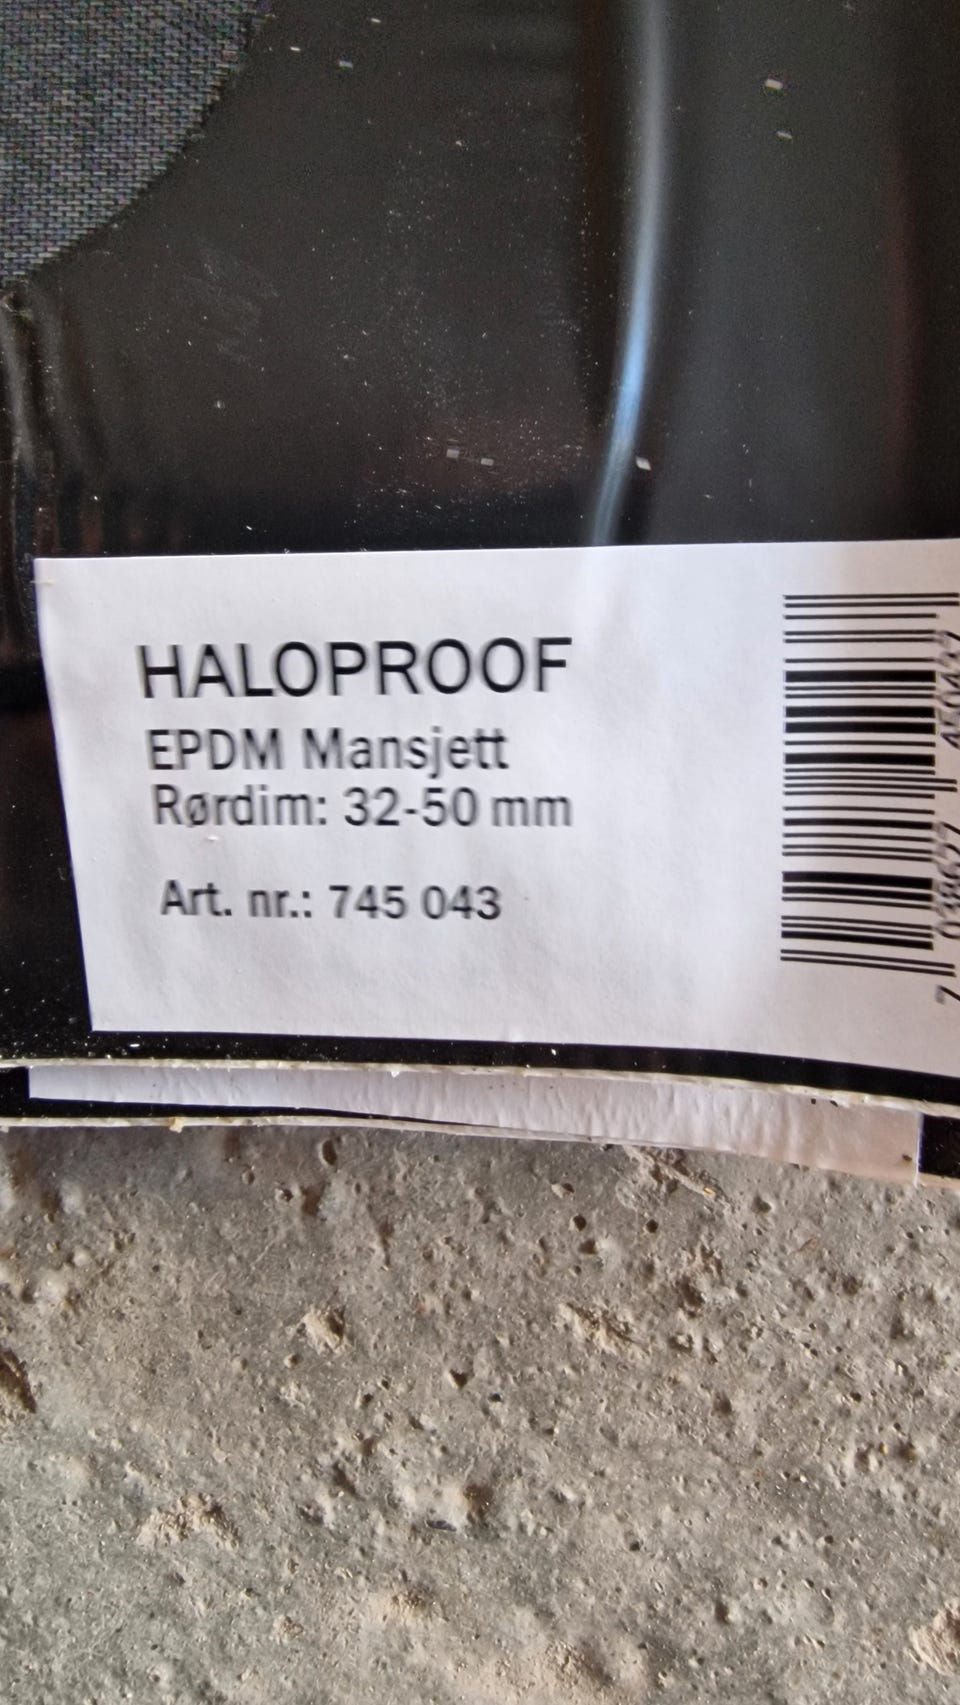 HALOPROOF
EPDM Mansjett
Rørdim: 32-50 mm
Art. nr.: 745 043